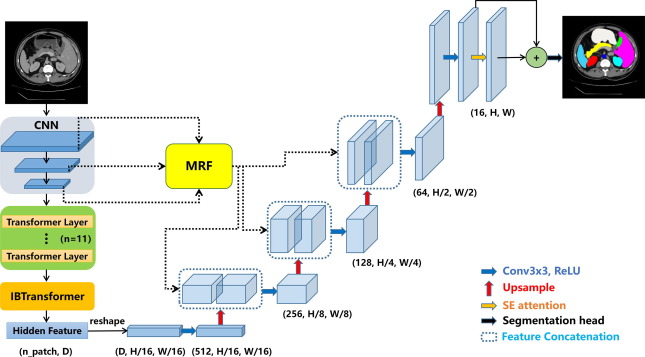 CNN
MRF
Transformer Layer
(n=11)
Transformer Layer
IBTransformer
Hidden Feature
reshape
(n_patch, D)
(D, H/16, W/16)
(512, H/16, W/16)
(256, H/8, W/8)
(128, H/4, W/4)
(64, H/2, W/2)
(16, H, W)
+
Conv3x3, ReLU
Upsample
SE attention
Segmentation head
Feature Concatenation